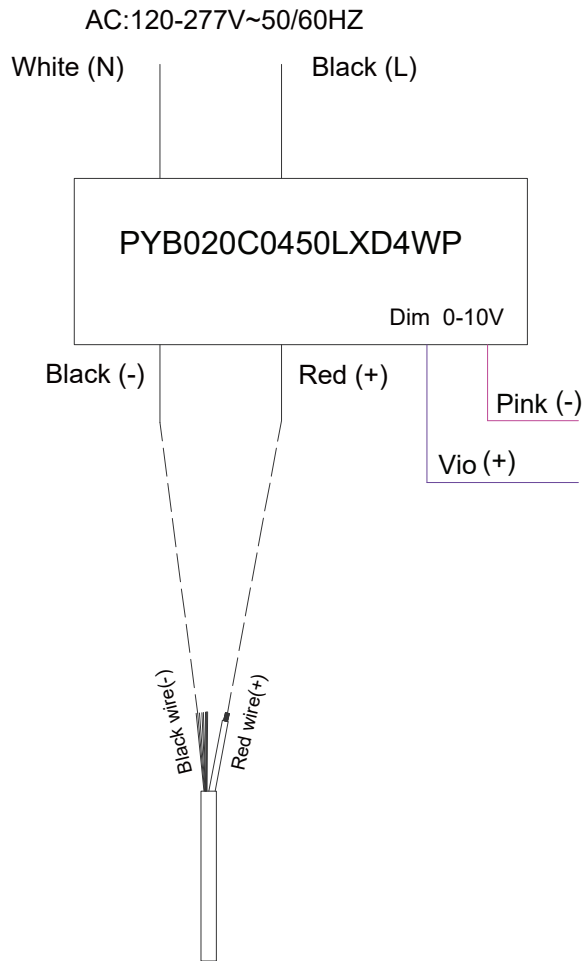 AC:120-277V~50/60HZ
White (N)
Black (L)
PYB020C0450LXD4WP
Dim 0-10V
Black (-)
Red (+)
Pink (-)
Vio (+)
Black wire(-)
Red wire(+)